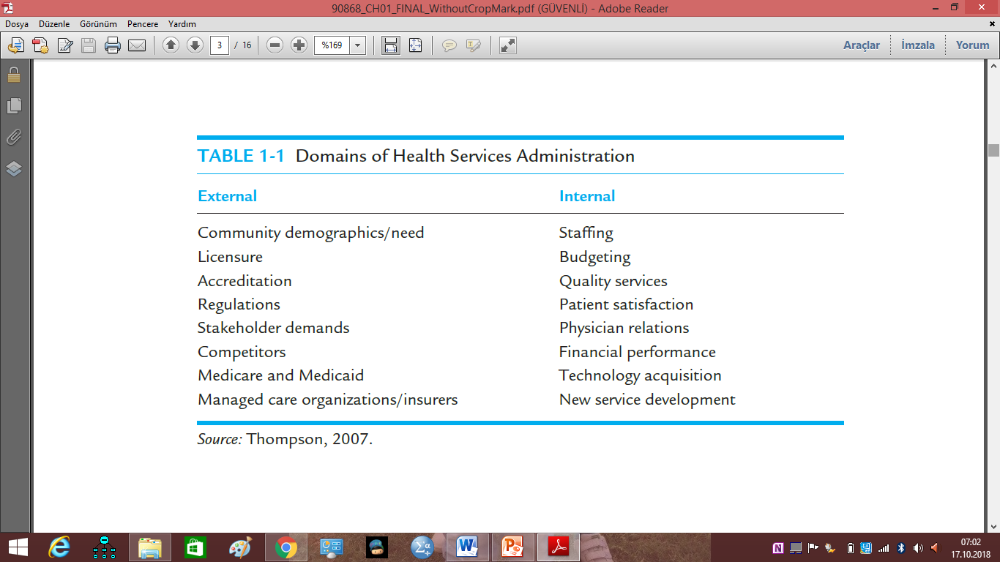 90868_CH01_FINAL_WithoutCropMark.pdf (GÜVENLİ) - Adobe Reader
Dosya Düzenle Görünüm Pencere Yardım
3 / 16 %169 Araçlar İmzala Yorum
TABLE 1-1 Domains of Health Services Administration
External Internal
Community demographics/need Staffing
Licensure Budgeting
Accreditation Quality services
Regulations Patient satisfaction
Stakeholder demands Physician relations
Competitors Financial performance
Medicare and Medicaid Technology acquisition
Managed care organizations/insurers New service development
Source: Thompson, 2007.
07:02
17.10.2018